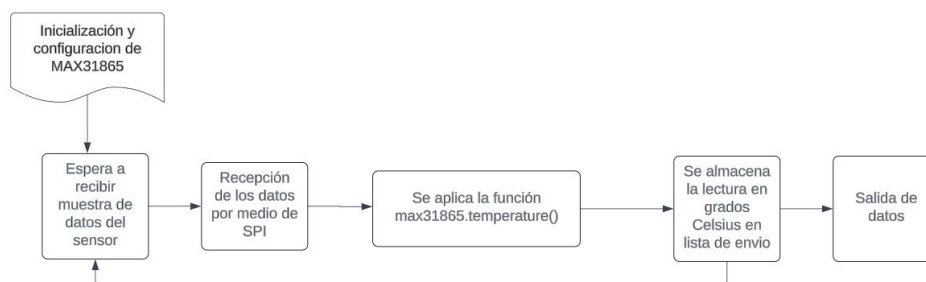 Inicialización y
configuracion de
MAX31865
Espera a
recibir
muestra de
datos del
sensor
Recepción
de los datos
por medio de
SPI
Se aplica la función
max31865.temperature()
Se almacena
la lectura en
grados
Celsius en
lista de envio
Salida de
datos